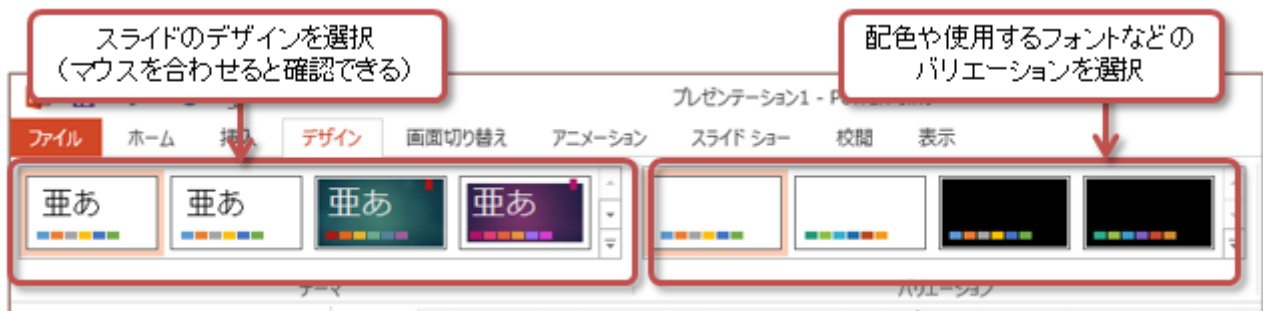 スライドのデザインを選択
（マウスを合わせると確認できる）
配色や使用するフォントなどの
バリエーションを選択
プレゼンテーション1 -
ファイル ホーム デザイン 画面切り替え アニメーション スライド ショー 校閲 表示
亜あ 亜あ 亜あ 亜あ
テーマ バリエーション